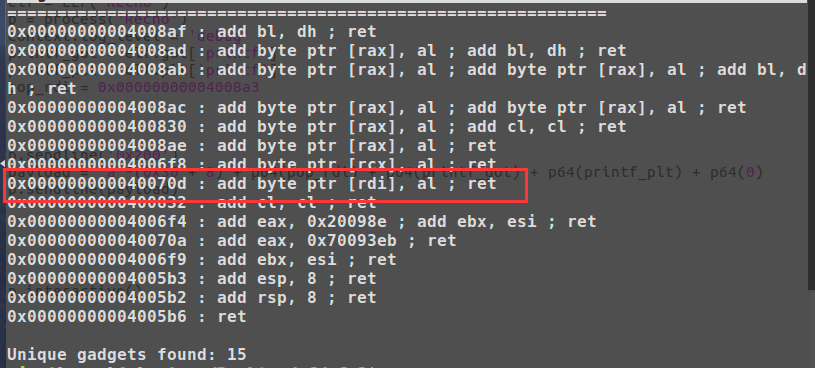 ============================================================
0x00000000004008af : add bl, dh ; ret
0x00000000004008ad : add byte ptr [rax], al ; add bl, dh ; ret
0x00000000004008ab : add byte ptr [rax], al ; add byte ptr [rax], al ; add bl, d
h ; ret = 0x00000000004008a3
0x00000000004008ac : add byte ptr [rax], al ; add byte ptr [rax], al ; ret
0x0000000000400830 : add byte ptr [rax], al ; add cl, cl ; ret
0x00000000004008ae : add byte ptr [rax], al ; ret
0x00000000004006f8 : add byte ptr [rcx], al ; ret
+ p64(printf_plt) + p64(0)
0x000000000040070d : add byte ptr [rdi], al ; ret
0x0000000000400832 : add cl, cl ; ret
0x00000000004006f4 : add eax, 0x20098e ; add ebx, esi ; ret
0x000000000040070a : add eax, 0x70093eb ; ret
0x00000000004006f9 : add ebx, esi ; ret
0x00000000004005b3 : add esp, 8 ; ret
0x00000000004005b2 : add rsp, 8 ; ret
0x00000000004005b6 : ret
Unique gadgets found: 15